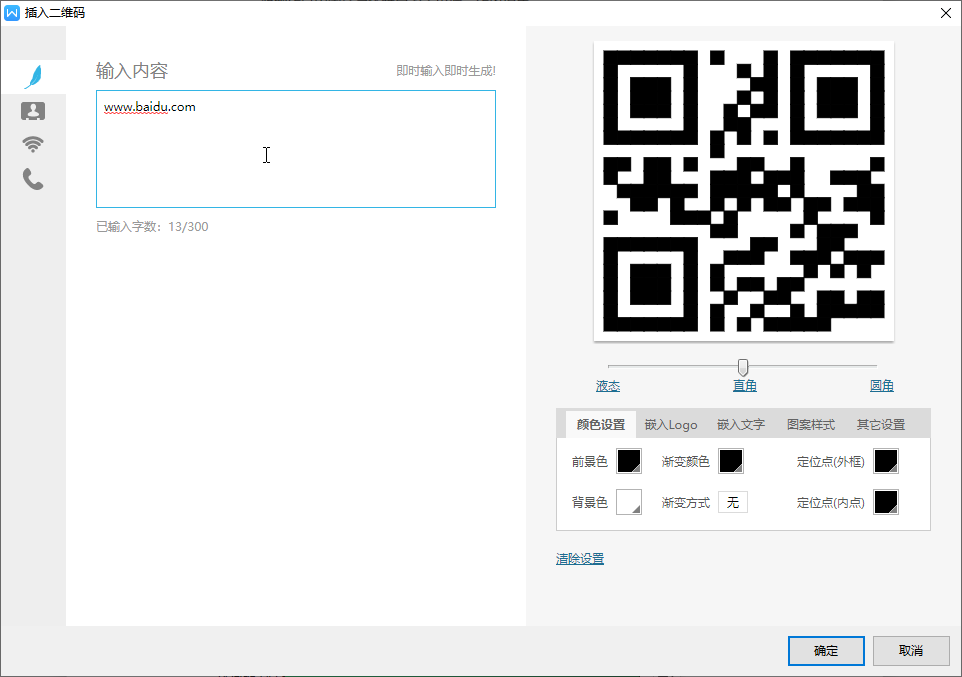 插入二维码
输入内容
即时输入即时生成!
www.baidu.com
已输入字数：13/300
液态
直角
圆角
颜色设置
嵌入Logo
嵌入文字
图案样式
其它设置
前景色
渐变颜色
定位点(外框)
背景色
渐变方式
无
定位点(内点)
清除设置
确定
取消